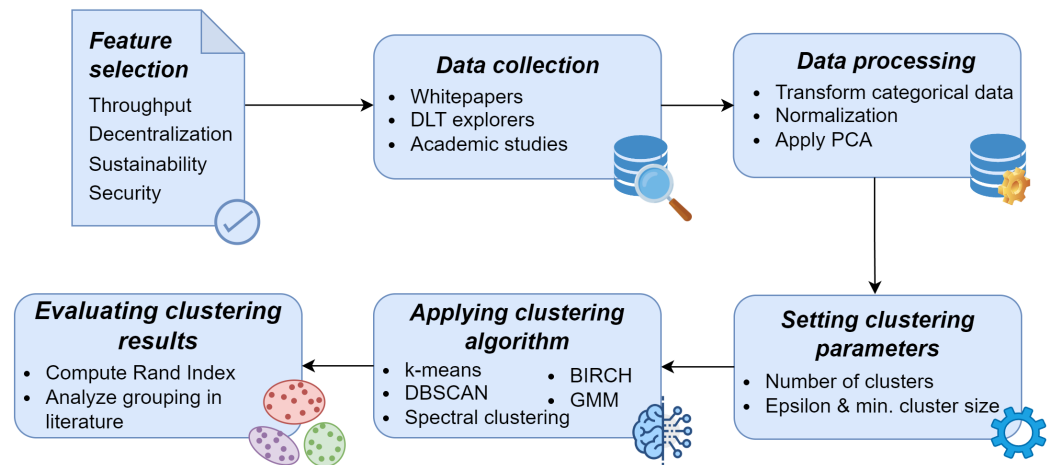 Feature
selection
Throughput
Decentralization
Sustainability
Security
Data collection
• Whitepapers
• DLT explorers
• Academic studies
Data processing
• Transform categorical data
• Normalization
• Apply PCA
Setting clustering
parameters
• Number of clusters
• Epsilon & min. cluster size
Applying clustering
algorithm
• k-means
• DBSCAN
• Spectral clustering
• BIRCH
• GMM
Evaluating clustering
results
• Compute Rand Index
• Analyze grouping in
literature